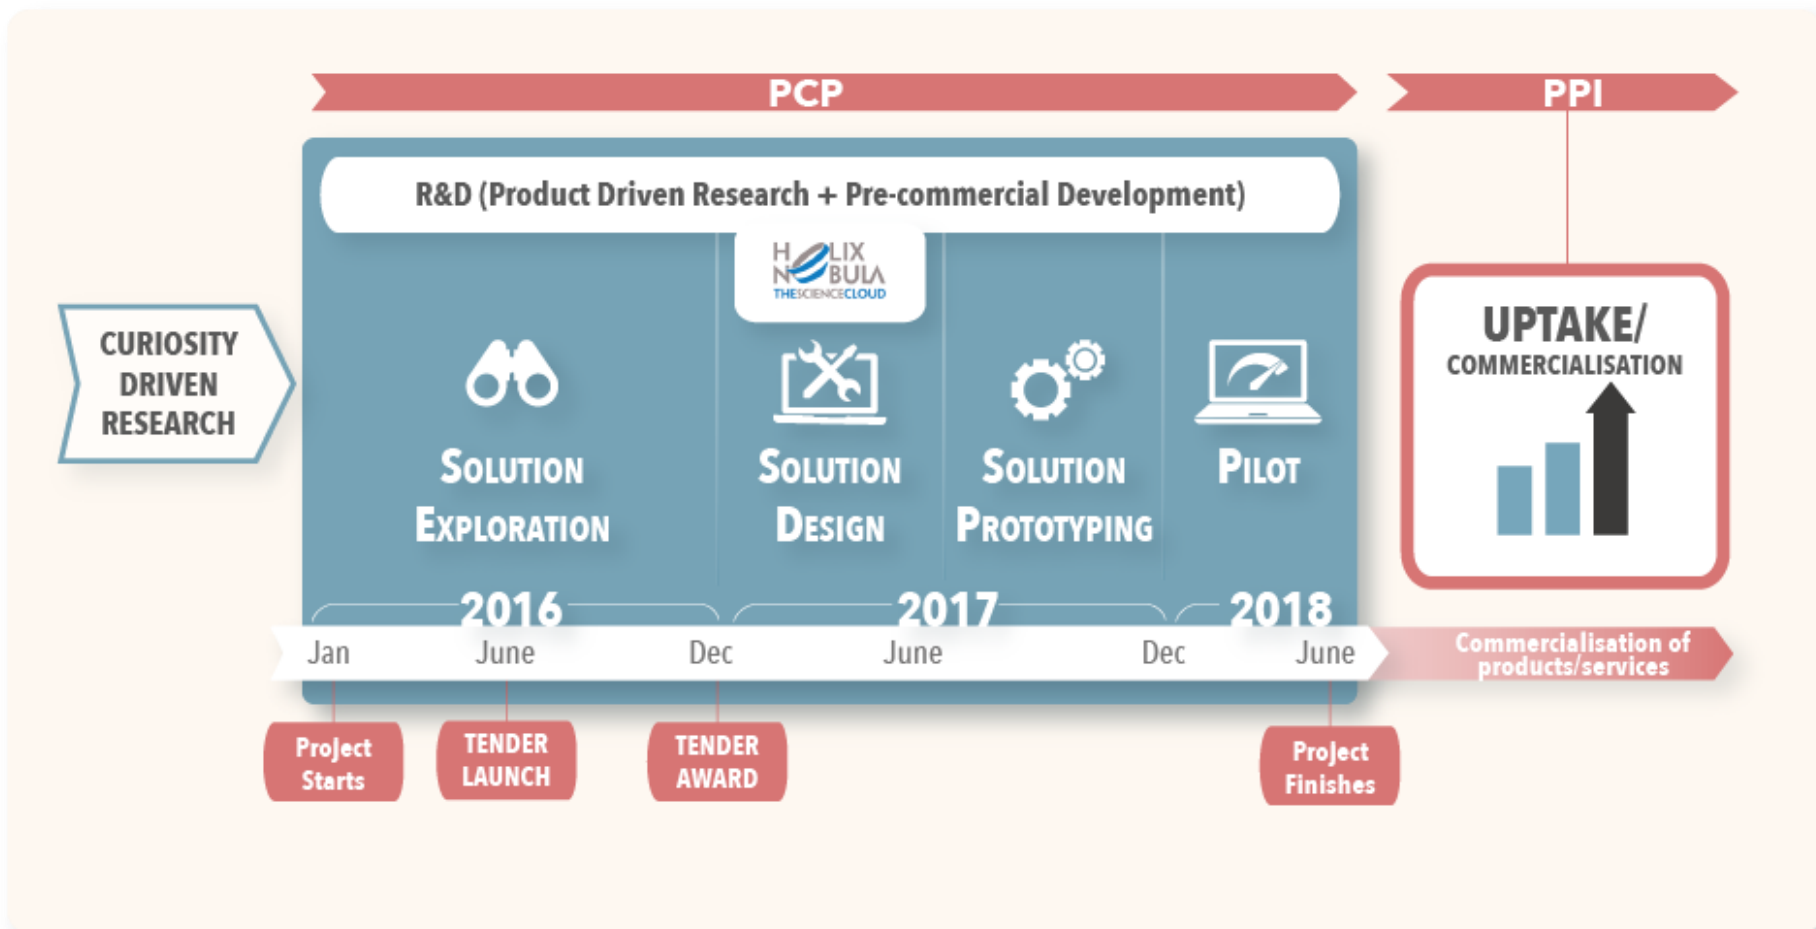 PCP
PPI
R&D (Product Driven Research + Pre-commercial Development)
HELIX
NEBULA
THESCIENCECLOUD
CURIOSITY
DRIVEN
RESEARCH
SOLUTION
EXPLORATION
SOLUTION
DESIGN
SOLUTION
PROTOTYPING
PILOT
UPTAKE/
COMMERCIALISATION
2016
2017
2018
Jan
June
Dec
June
Dec
June
Commercialisation of
products/services
Project
Starts
TENDER
LAUNCH
TENDER
AWARD
Project
Finishes